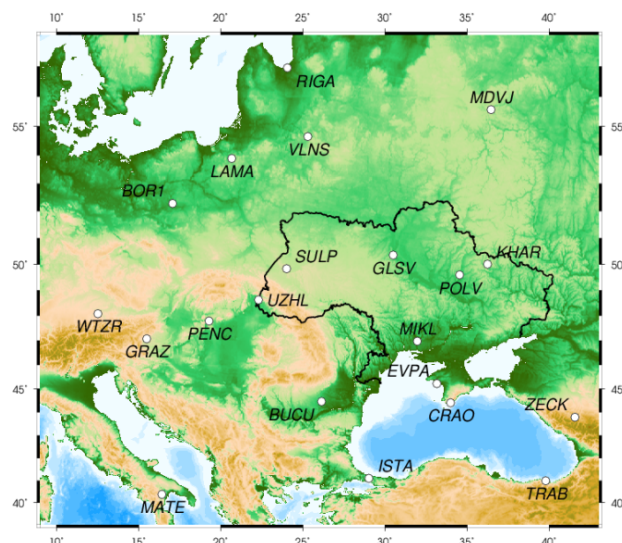 10° 15° 20° 25° 30° 35° 40°
RIGA
MDVJ
55° 55°
VLNS
LAMA
BOR1
KHAR
SULP
50° GLSV 50°
POLV
UZHL
WTZR
PENC MIKL
GRAZ
EVPA
45° 45°
ZECK
BUCU CRAO
ISTA
TRAB
MATE
40° 40°
10° 15° 20° 25° 30° 35° 40°